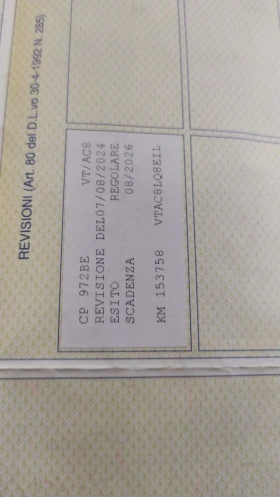 REVISIONI (Art. 80 del D.L.vo 30-4-1992 N. 285)
CP 972BE VT/AC8
REVISIONE DEL07/08/2024
ESITO REGOLARE
SCADENZA 08/2026
KM 153758 VTAC8LQ8EIL